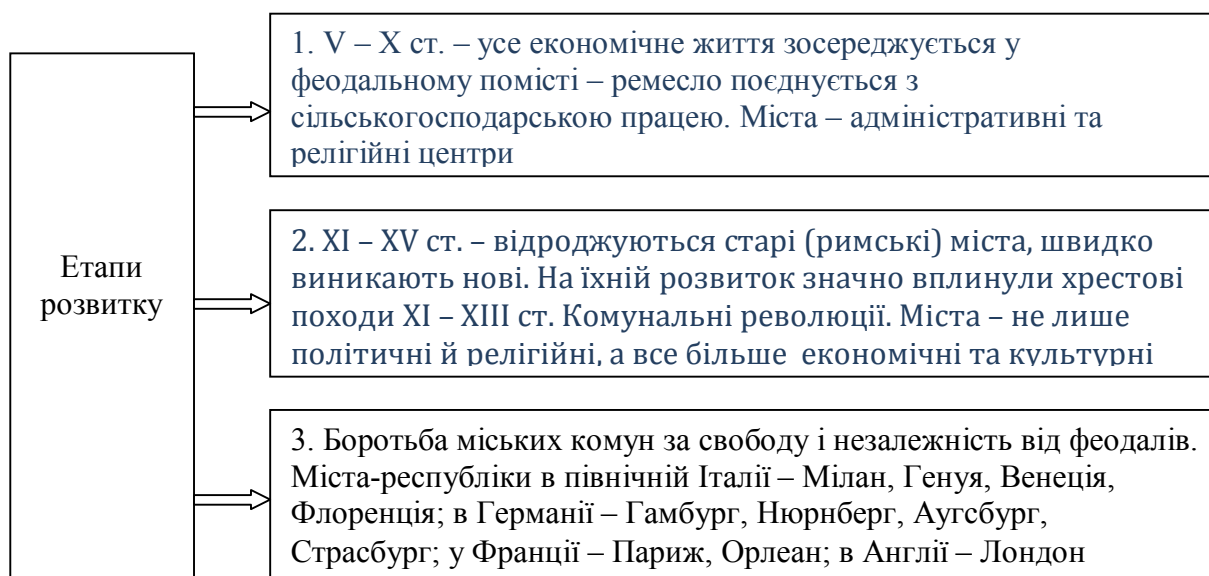 Етапи
розвитку
1. V – X ст. – усе економічне життя зосереджується у
феодальному помісті – ремесло поєднується з
сільськогосподарською працею. Міста – адміністративні та
релігійні центри
2. XI – XV ст. – відроджуються старі (римські) міста, швидко
виникають нові. На їхній розвиток значно вплинули хрестові
походи XI – XIII ст. Комунальні революції. Міста – не лише
політичні й релігійні, а все більше економічні та культурні
3. Боротьба міських комун за свободу і незалежність від феодалів.
Міста-республіки в північній Італії – Мілан, Генуя, Венеція,
Флоренція; в Германії – Гамбург, Нюрнберг, Аугсбург,
Страсбург; у Франції – Париж, Орлеан; в Англії – Лондон